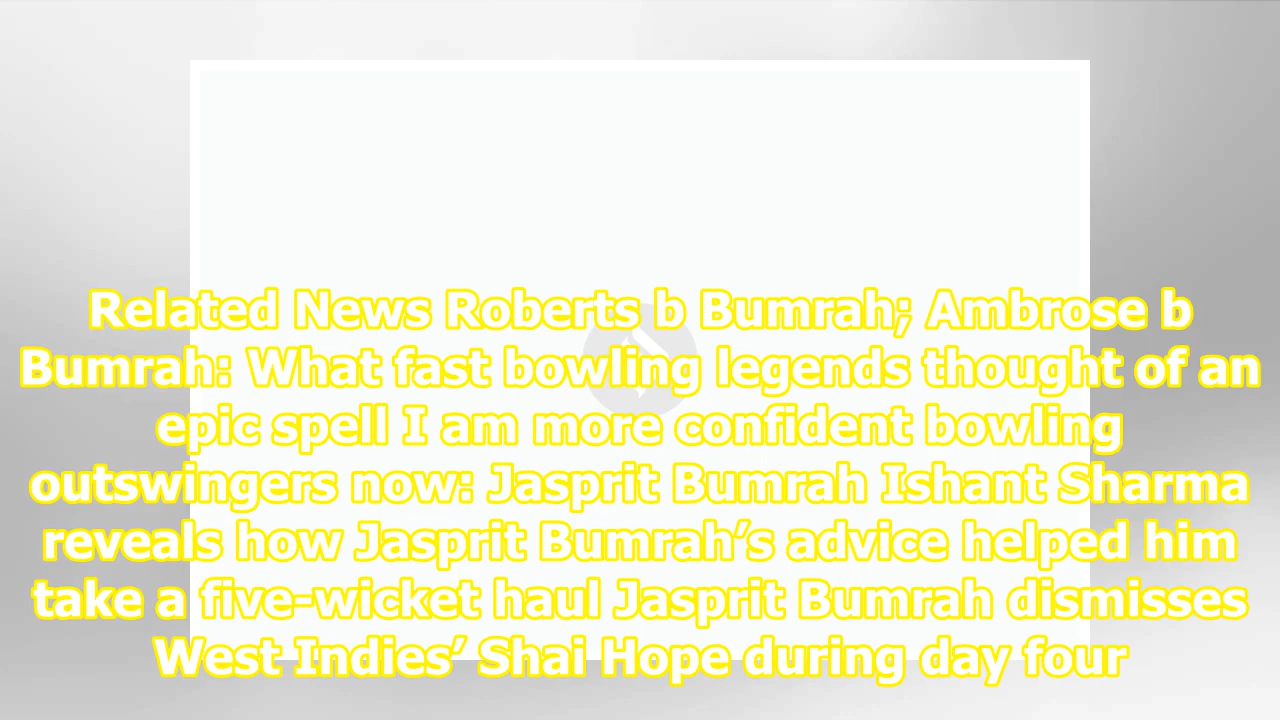 Related News Roberts b Bumrah; Ambrose b
Bumrah: What fast bowling legends thought of an
epic spell I am more confident bowling
outswingers now: Jasprit Bumrah Ishant Sharma
reveals how Jasprit Bumrah’s advice helped him
take a five-wicket haul Jasprit Bumrah dismisses
West Indies’ Shai Hope during day four